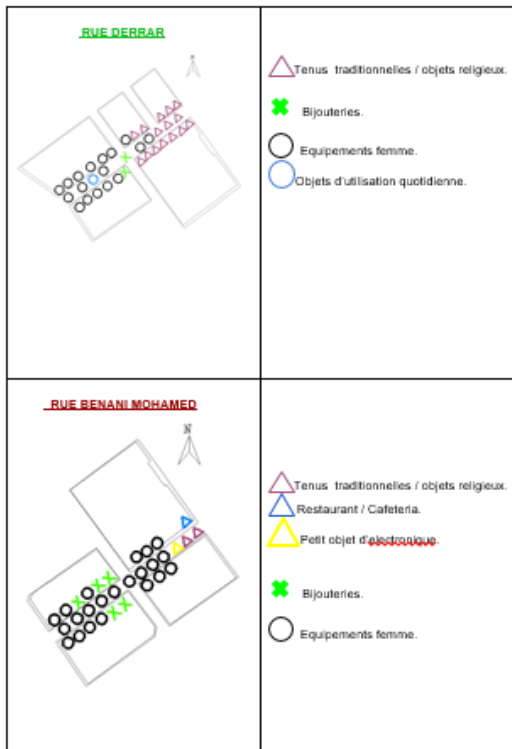 RUE DERRAR
N
Tenus traditionnelles / objets religieux.
Bijouteries.
Equipements femme.
Objets d'utilisation quotidienne.
RUE BENANI MOHAMED
N
Tenus traditionnelles / objets religieux.
Restaurant / Cafeteria.
Petit objet d'electronique.
Bijouteries.
Equipements femme.